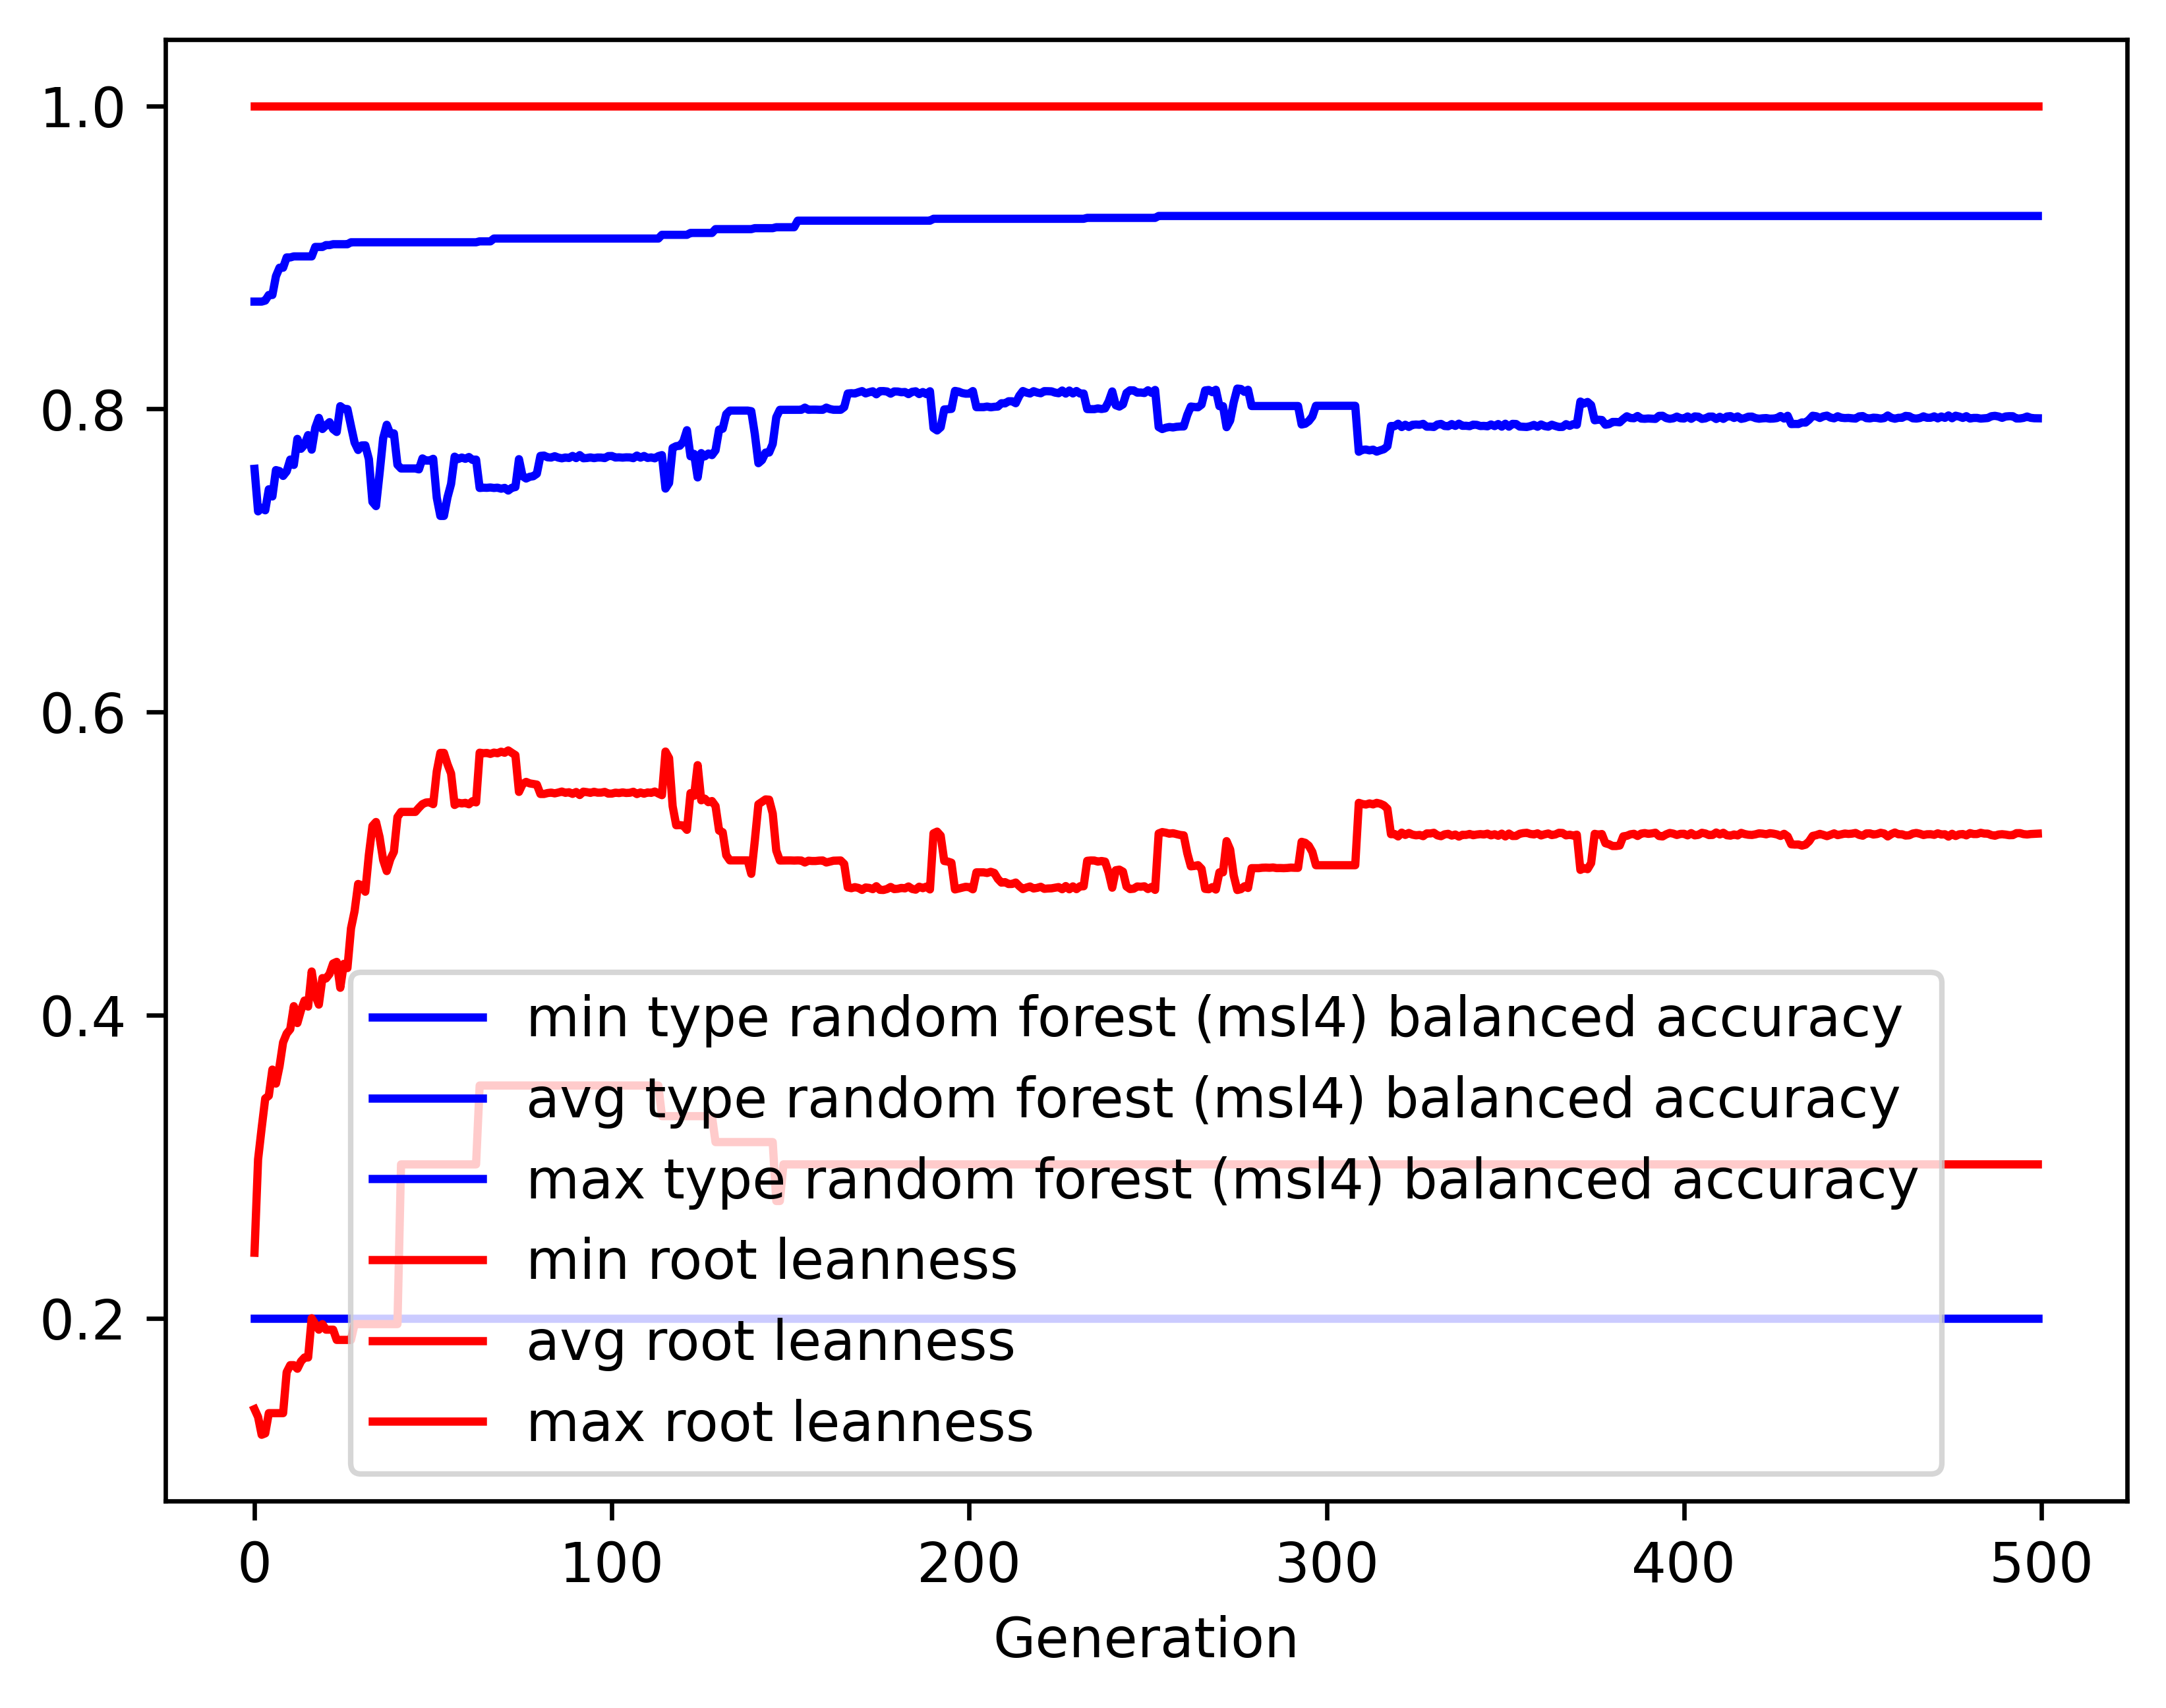 1.0
0.8
0.6
0.4
0.2
min type random forest (msl4) balanced accuracy
avg type random forest (msl4) balanced accuracy
max type random forest (msl4) balanced accuracy
min root leanness
avg root leanness
max root leanness
0 100 200 300 400 500
Generation